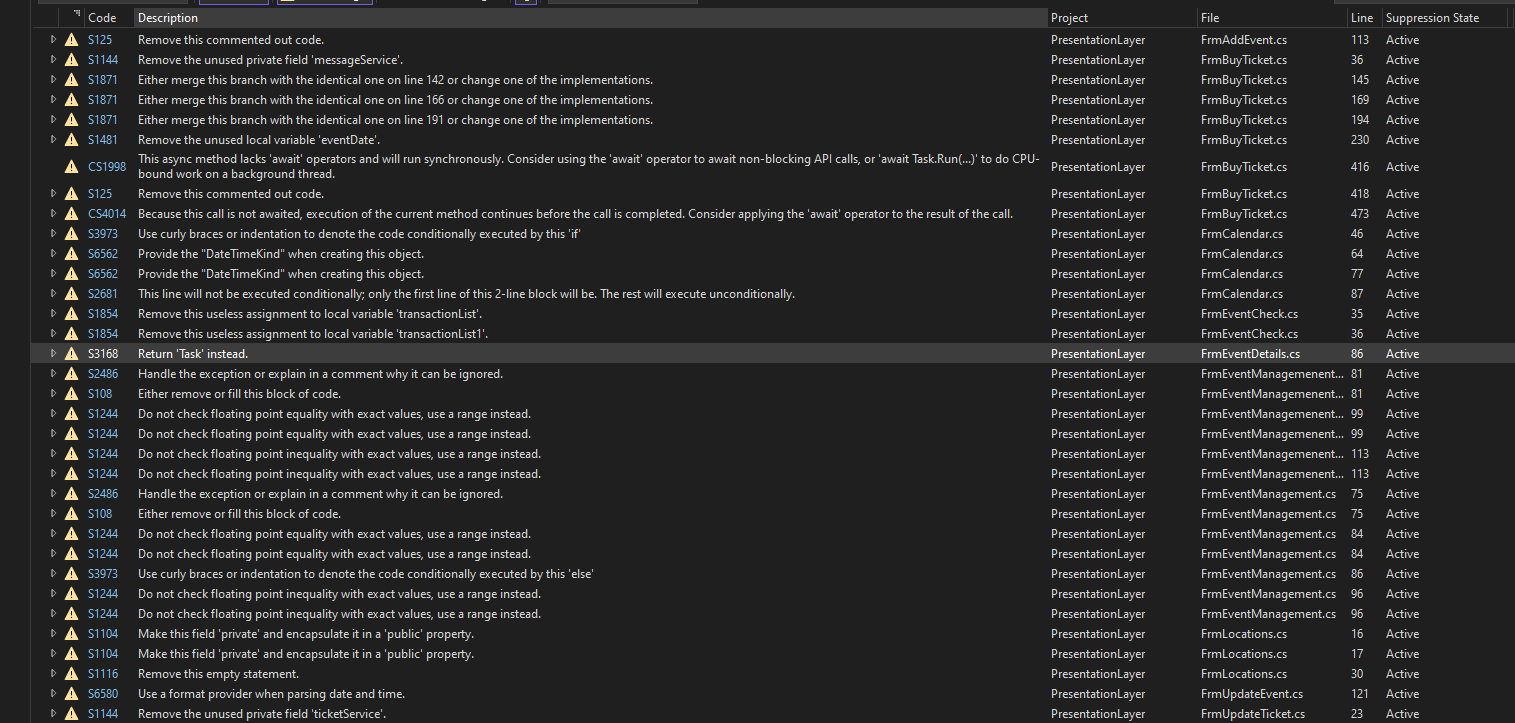 Code Description Project File Line Suppression State
S125 Remove this commented out code. PresentationLayer FrmAddEvent.cs 113 Active
S1144 Remove the unused private field 'messageService'. PresentationLayer FrmBuyTicket.cs 36 Active
S1871 Either merge this branch with the identical one on line 142 or change one of the implementations. PresentationLayer FrmBuyTicket.cs 145 Active
S1871 Either merge this branch with the identical one on line 166 or change one of the implementations. PresentationLayer FrmBuyTicket.cs 169 Active
S1871 Either merge this branch with the identical one on line 191 or change one of the implementations. PresentationLayer FrmBuyTicket.cs 194 Active
S1481 Remove the unused local variable 'eventDate'. PresentationLayer FrmBuyTicket.cs 230 Active
CS1998 This async method lacks 'await' operators and will run synchronously. Consider using the 'await' operator to await non-blocking API calls, or 'await Task.Run(...)' to do CPU-
bound work on a background thread. PresentationLayer FrmBuyTicket.cs 416 Active
S125 Remove this commented out code. PresentationLayer FrmBuyTicket.cs 418 Active
CS4014 Because this call is not awaited, execution of the current method continues before the call is completed. Consider applying the 'await' operator to the result of the call. PresentationLayer FrmBuyTicket.cs 473 Active
S3973 Use curly braces or indentation to denote the code conditionally executed by this 'if' PresentationLayer FrmCalendar.cs 46 Active
S6562 Provide the "DateTimeKind" when creating this object. PresentationLayer FrmCalendar.cs 64 Active
S6562 Provide the "DateTimeKind" when creating this object. PresentationLayer FrmCalendar.cs 77 Active
S2681 This line will not be executed conditionally; only the first line of this 2-line block will be. The rest will execute unconditionally. PresentationLayer FrmCalendar.cs 87 Active
S1854 Remove this useless assignment to local variable 'transactionList'. PresentationLayer FrmEventCheck.cs 35 Active
S1854 Remove this useless assignment to local variable 'transactionList1'. PresentationLayer FrmEventCheck.cs 36 Active
S3168 Return 'Task' instead. PresentationLayer FrmEventDetails.cs 86 Active
S2486 Handle the exception or explain in a comment why it can be ignored. PresentationLayer FrmEventManagemenent... 81 Active
S108 Either remove or fill this block of code. PresentationLayer FrmEventManagemenent... 81 Active
S1244 Do not check floating point equality with exact values, use a range instead. PresentationLayer FrmEventManagemenent... 99 Active
S1244 Do not check floating point equality with exact values, use a range instead. PresentationLayer FrmEventManagemenent... 99 Active
S1244 Do not check floating point inequality with exact values, use a range instead. PresentationLayer FrmEventManagemenent... 113 Active
S1244 Do not check floating point inequality with exact values, use a range instead. PresentationLayer FrmEventManagemenent... 113 Active
S2486 Handle the exception or explain in a comment why it can be ignored. PresentationLayer FrmEventManagement.cs 75 Active
S108 Either remove or fill this block of code. PresentationLayer FrmEventManagement.cs 75 Active
S1244 Do not check floating point equality with exact values, use a range instead. PresentationLayer FrmEventManagement.cs 84 Active
S1244 Do not check floating point equality with exact values, use a range instead. PresentationLayer FrmEventManagement.cs 84 Active
S3973 Use curly braces or indentation to denote the code conditionally executed by this 'else' PresentationLayer FrmEventManagement.cs 86 Active
S1244 Do not check floating point inequality with exact values, use a range instead. PresentationLayer FrmEventManagement.cs 96 Active
S1244 Do not check floating point inequality with exact values, use a range instead. PresentationLayer FrmEventManagement.cs 96 Active
S1104 Make this field 'private' and encapsulate it in a 'public' property. PresentationLayer FrmLocations.cs 16 Active
S1104 Make this field 'private' and encapsulate it in a 'public' property. PresentationLayer FrmLocations.cs 17 Active
S1116 Remove this empty statement. PresentationLayer FrmLocations.cs 30 Active
S6580 Use a format provider when parsing date and time. PresentationLayer FrmUpdateEvent.cs 121 Active
S1144 Remove the unused private field 'ticketService'. PresentationLayer FrmUpdateTicket.cs 23 Active